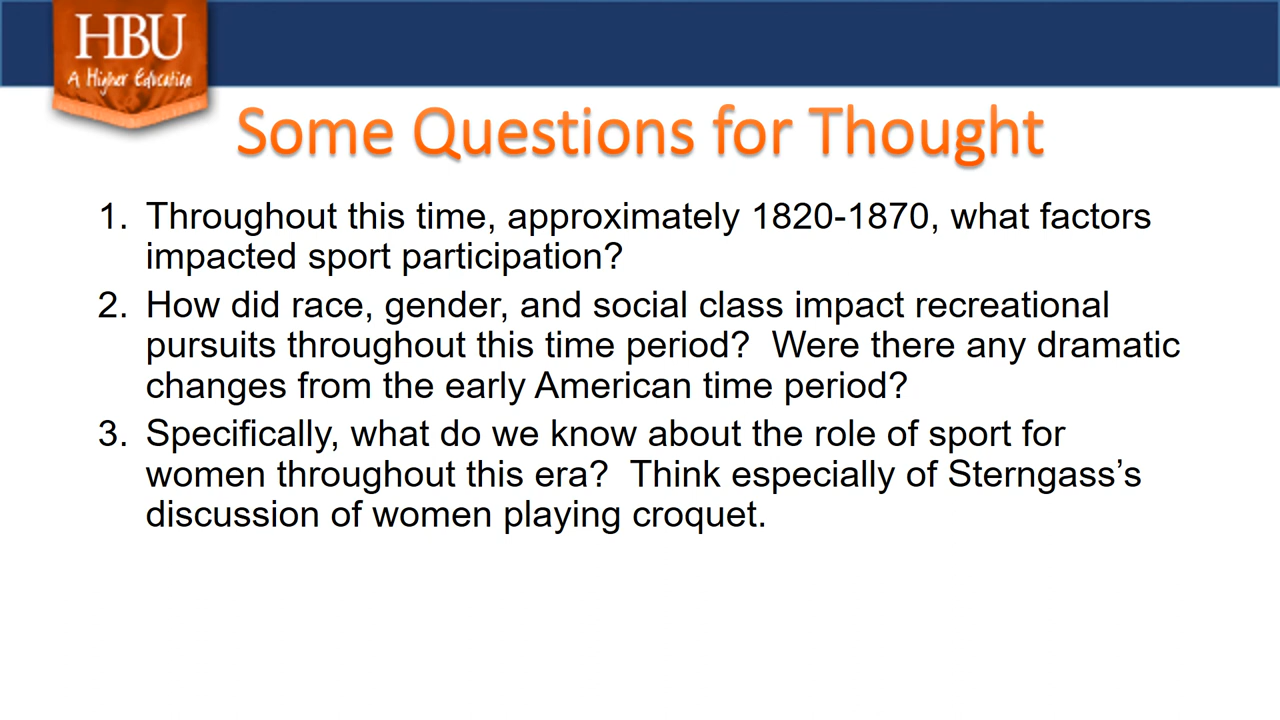 HBU
A Higher Education
Some Questions for Thought
1. Throughout this time, approximately 1820-1870, what factors
impacted sport participation?
2. How did race, gender, and social class impact recreational
pursuits throughout this time period?  Were there any dramatic
changes from the early American time period?
3. Specifically, what do we know about the role of sport for
women throughout this era?  Think especially of Sterngass’s
discussion of women playing croquet.